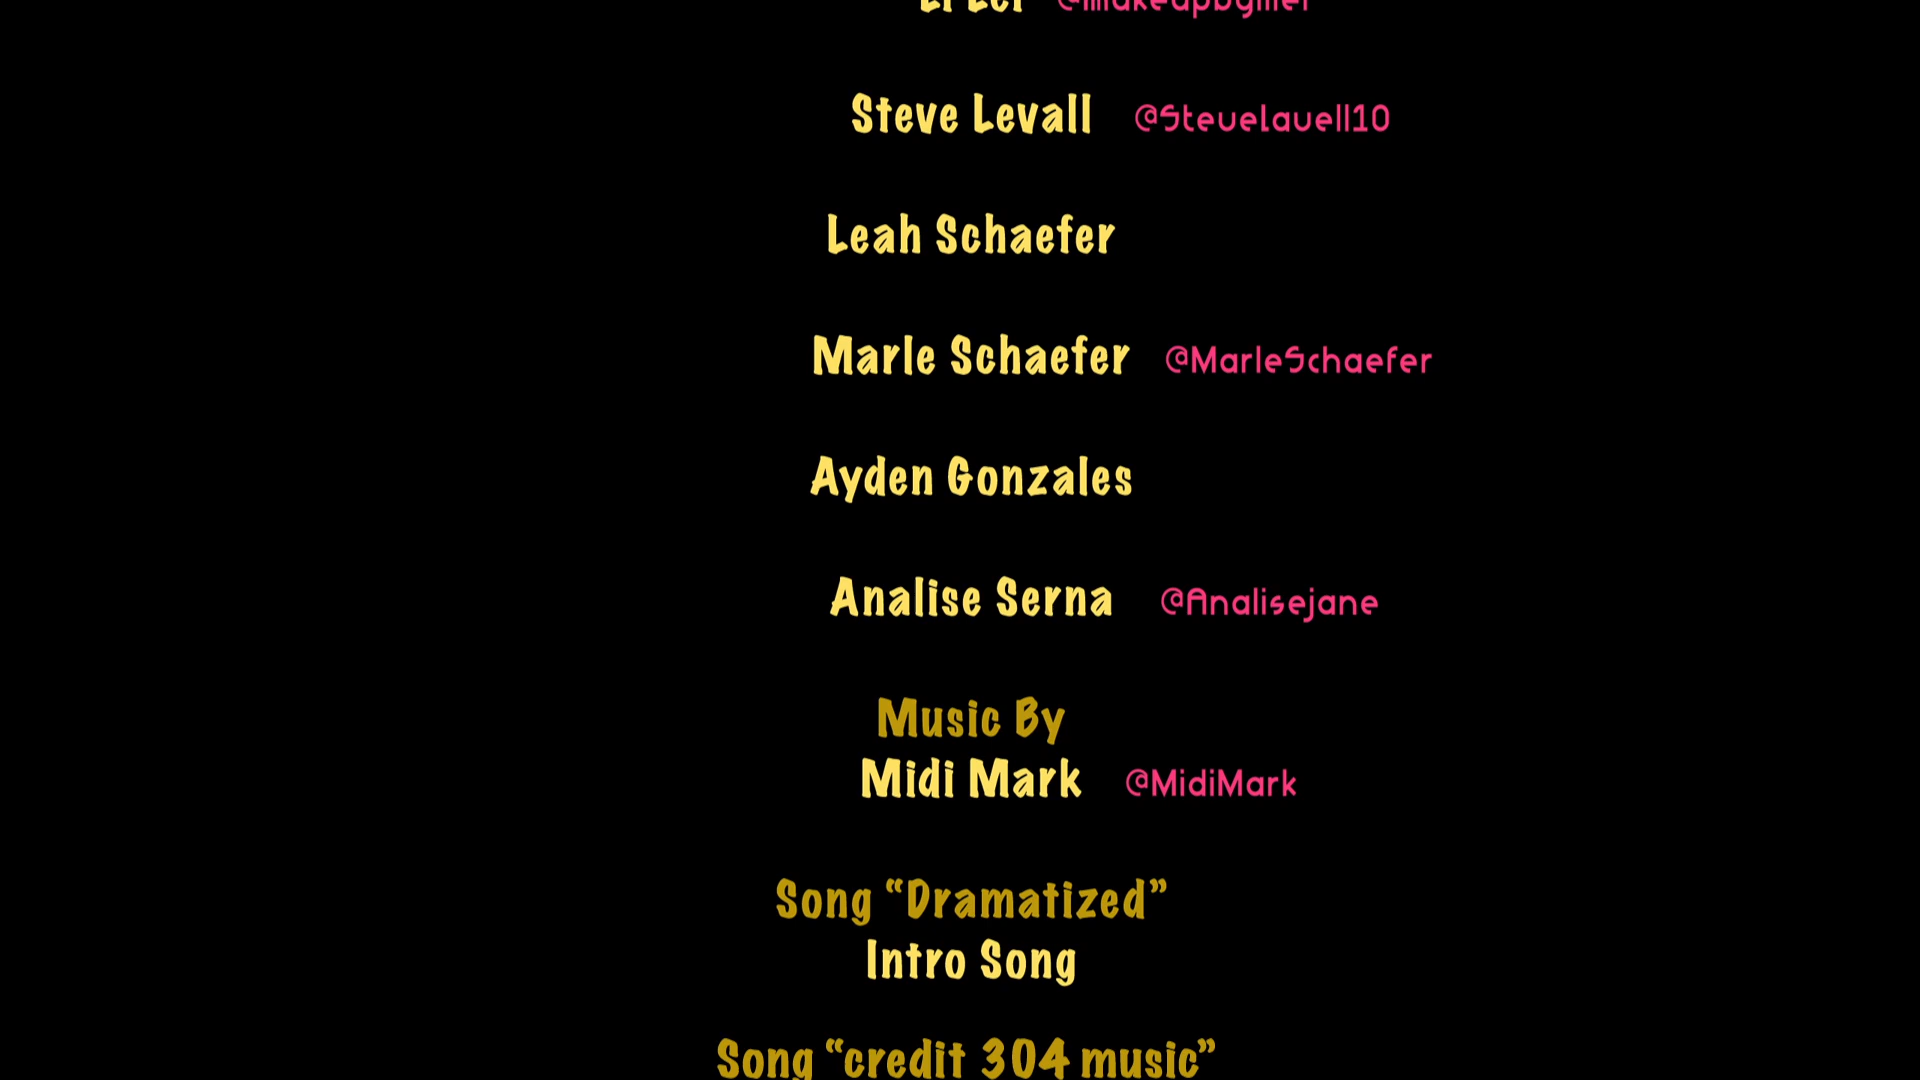 Steve Levall @Stevelavell10
Leah Schaefer
Marle Schaefer @MarleSchaefer
Ayden Gonzales
Analise Serna @Analisejane
Music By
Midi Mark @MidiMark
Song “Dramatized”
Intro Song
Song “credit 304 music”